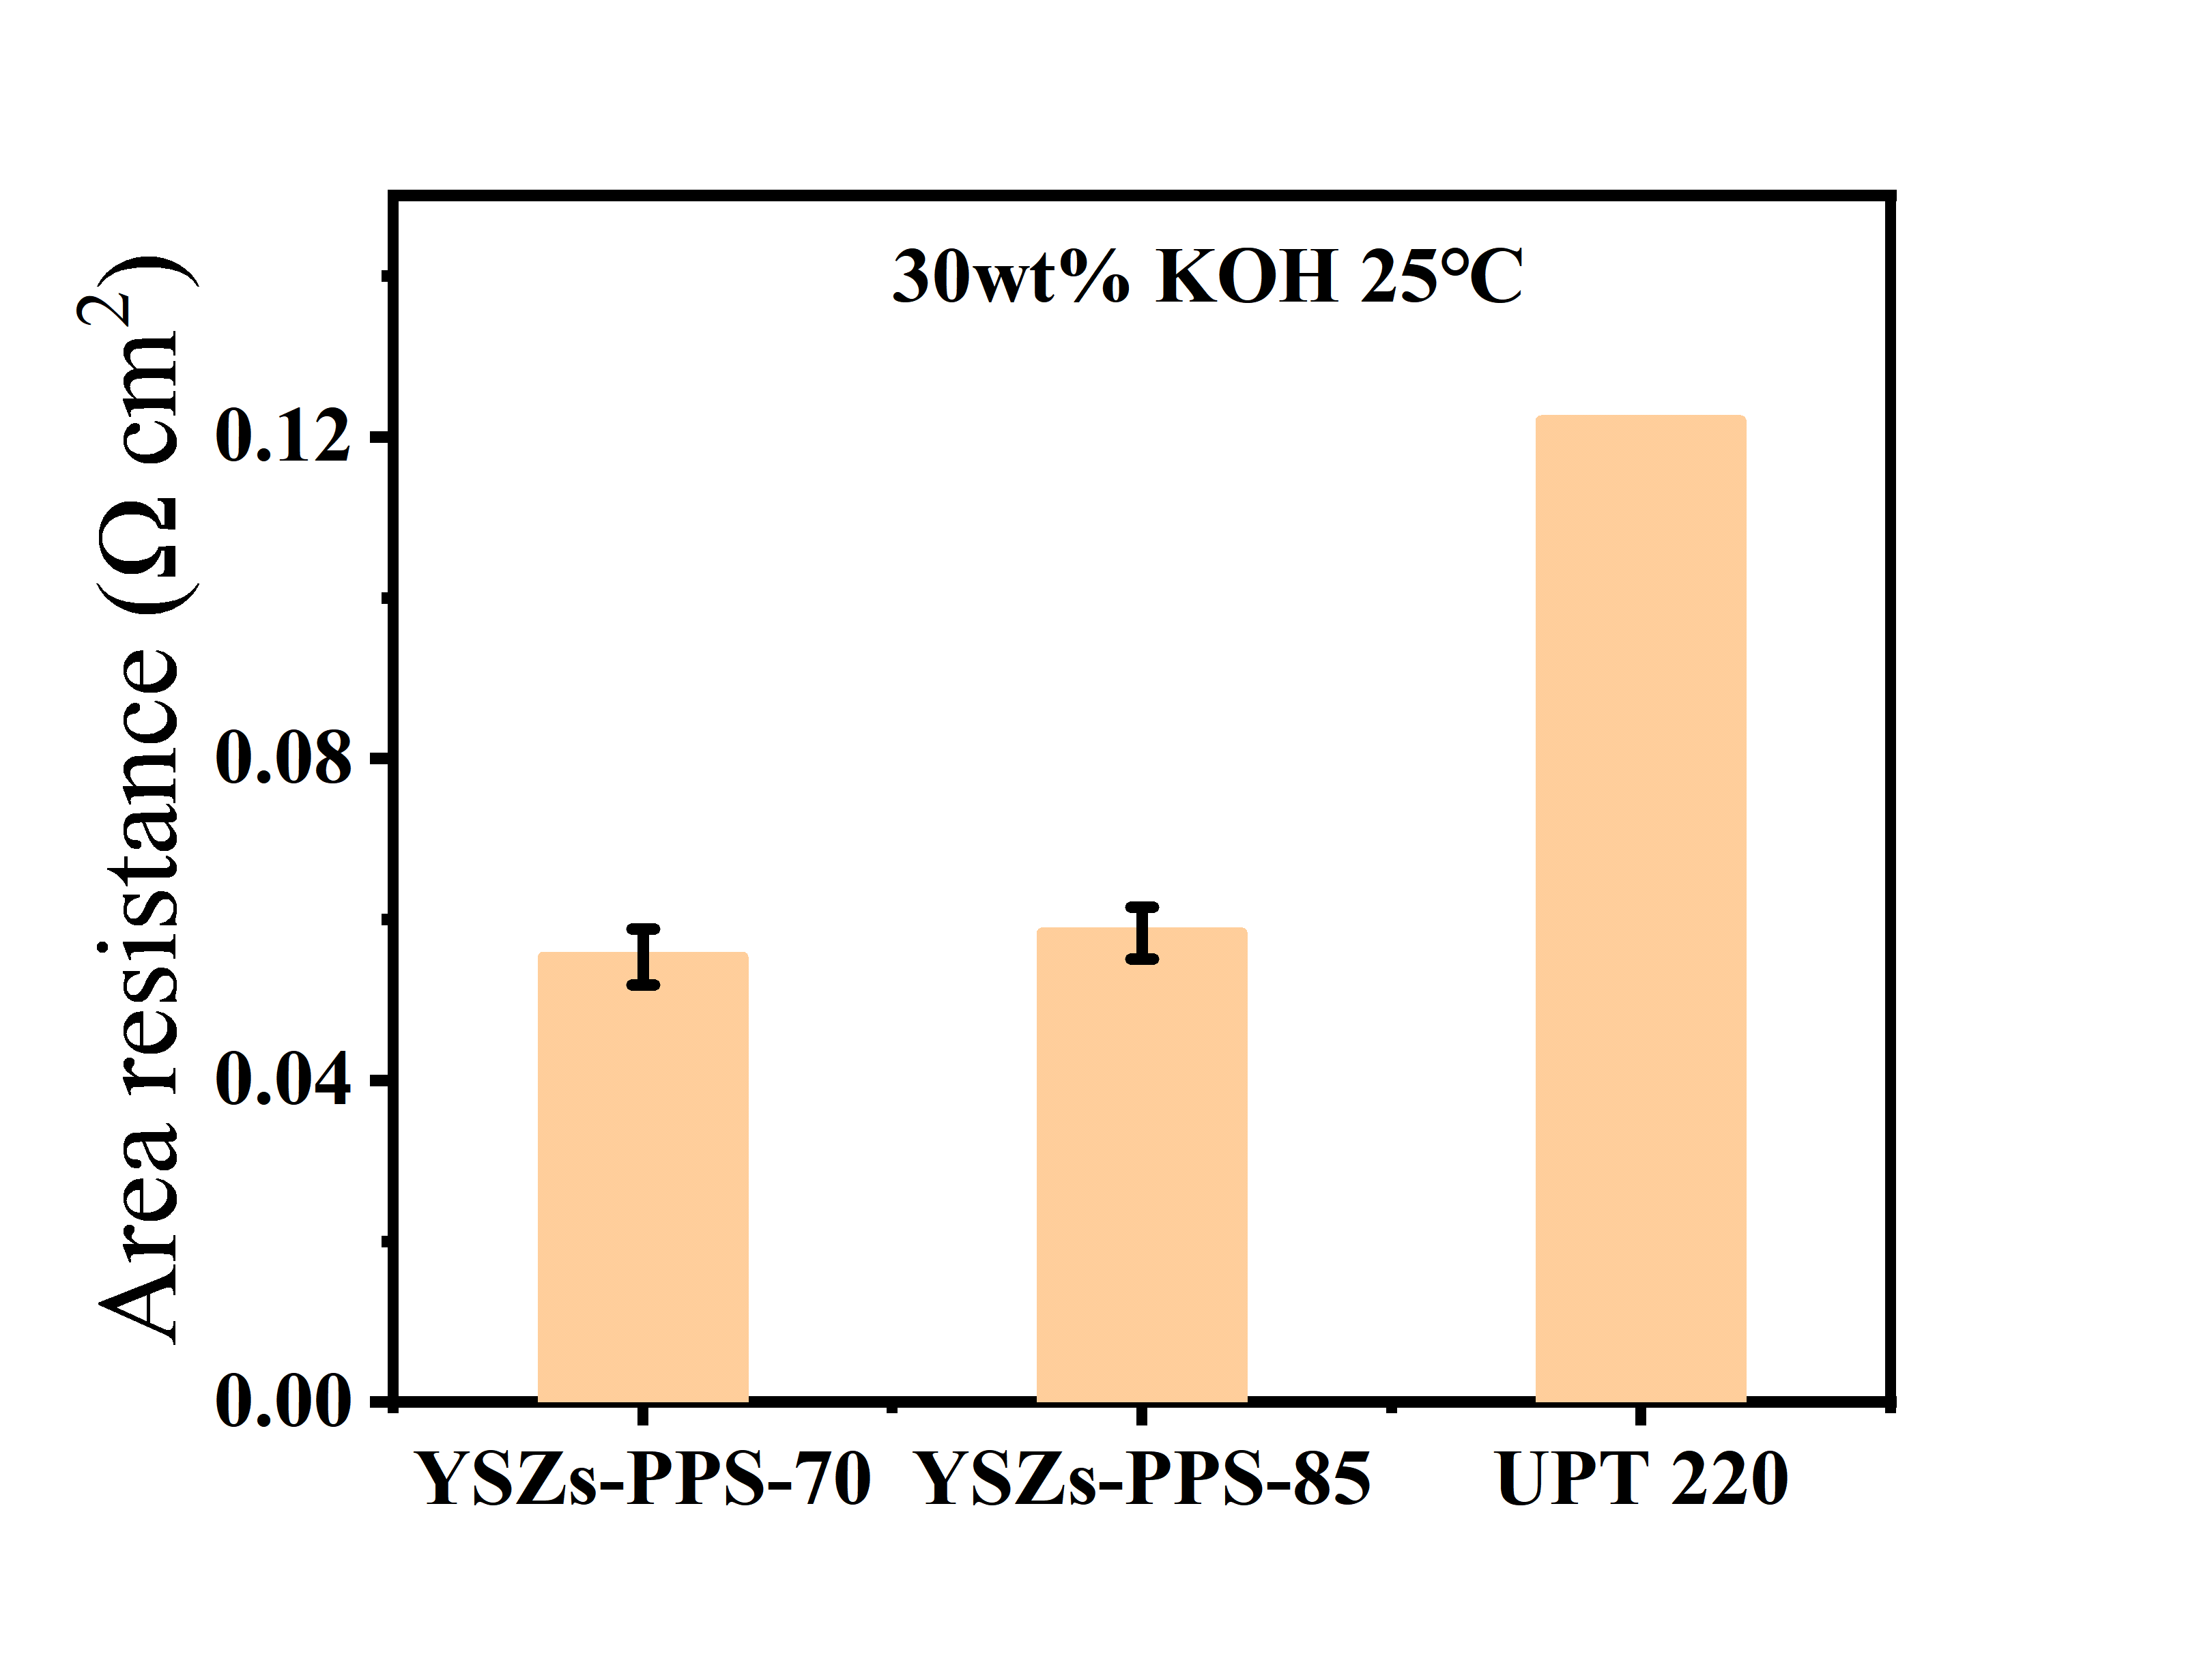 30wt% KOH 25℃
Area resistance (Ω cm²)
0.12
0.08
0.04
0.00
YSZs-PPS-70 YSZs-PPS-85 UPT 220